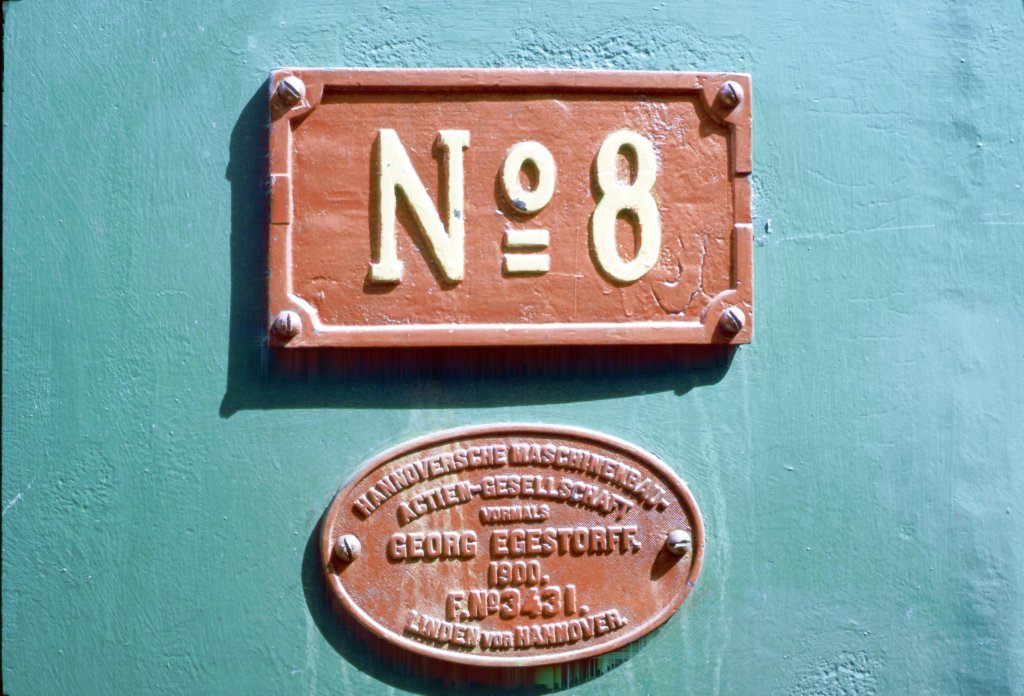 Nº 8
HANNOVERSCHE MASCHINENBAU-
ACTIEN-GESELLSCHAFT
VORMALS
GEORG EGESTORFF.
1900.
F. Nº 3431.
LINDEN VOR HANNOVER.